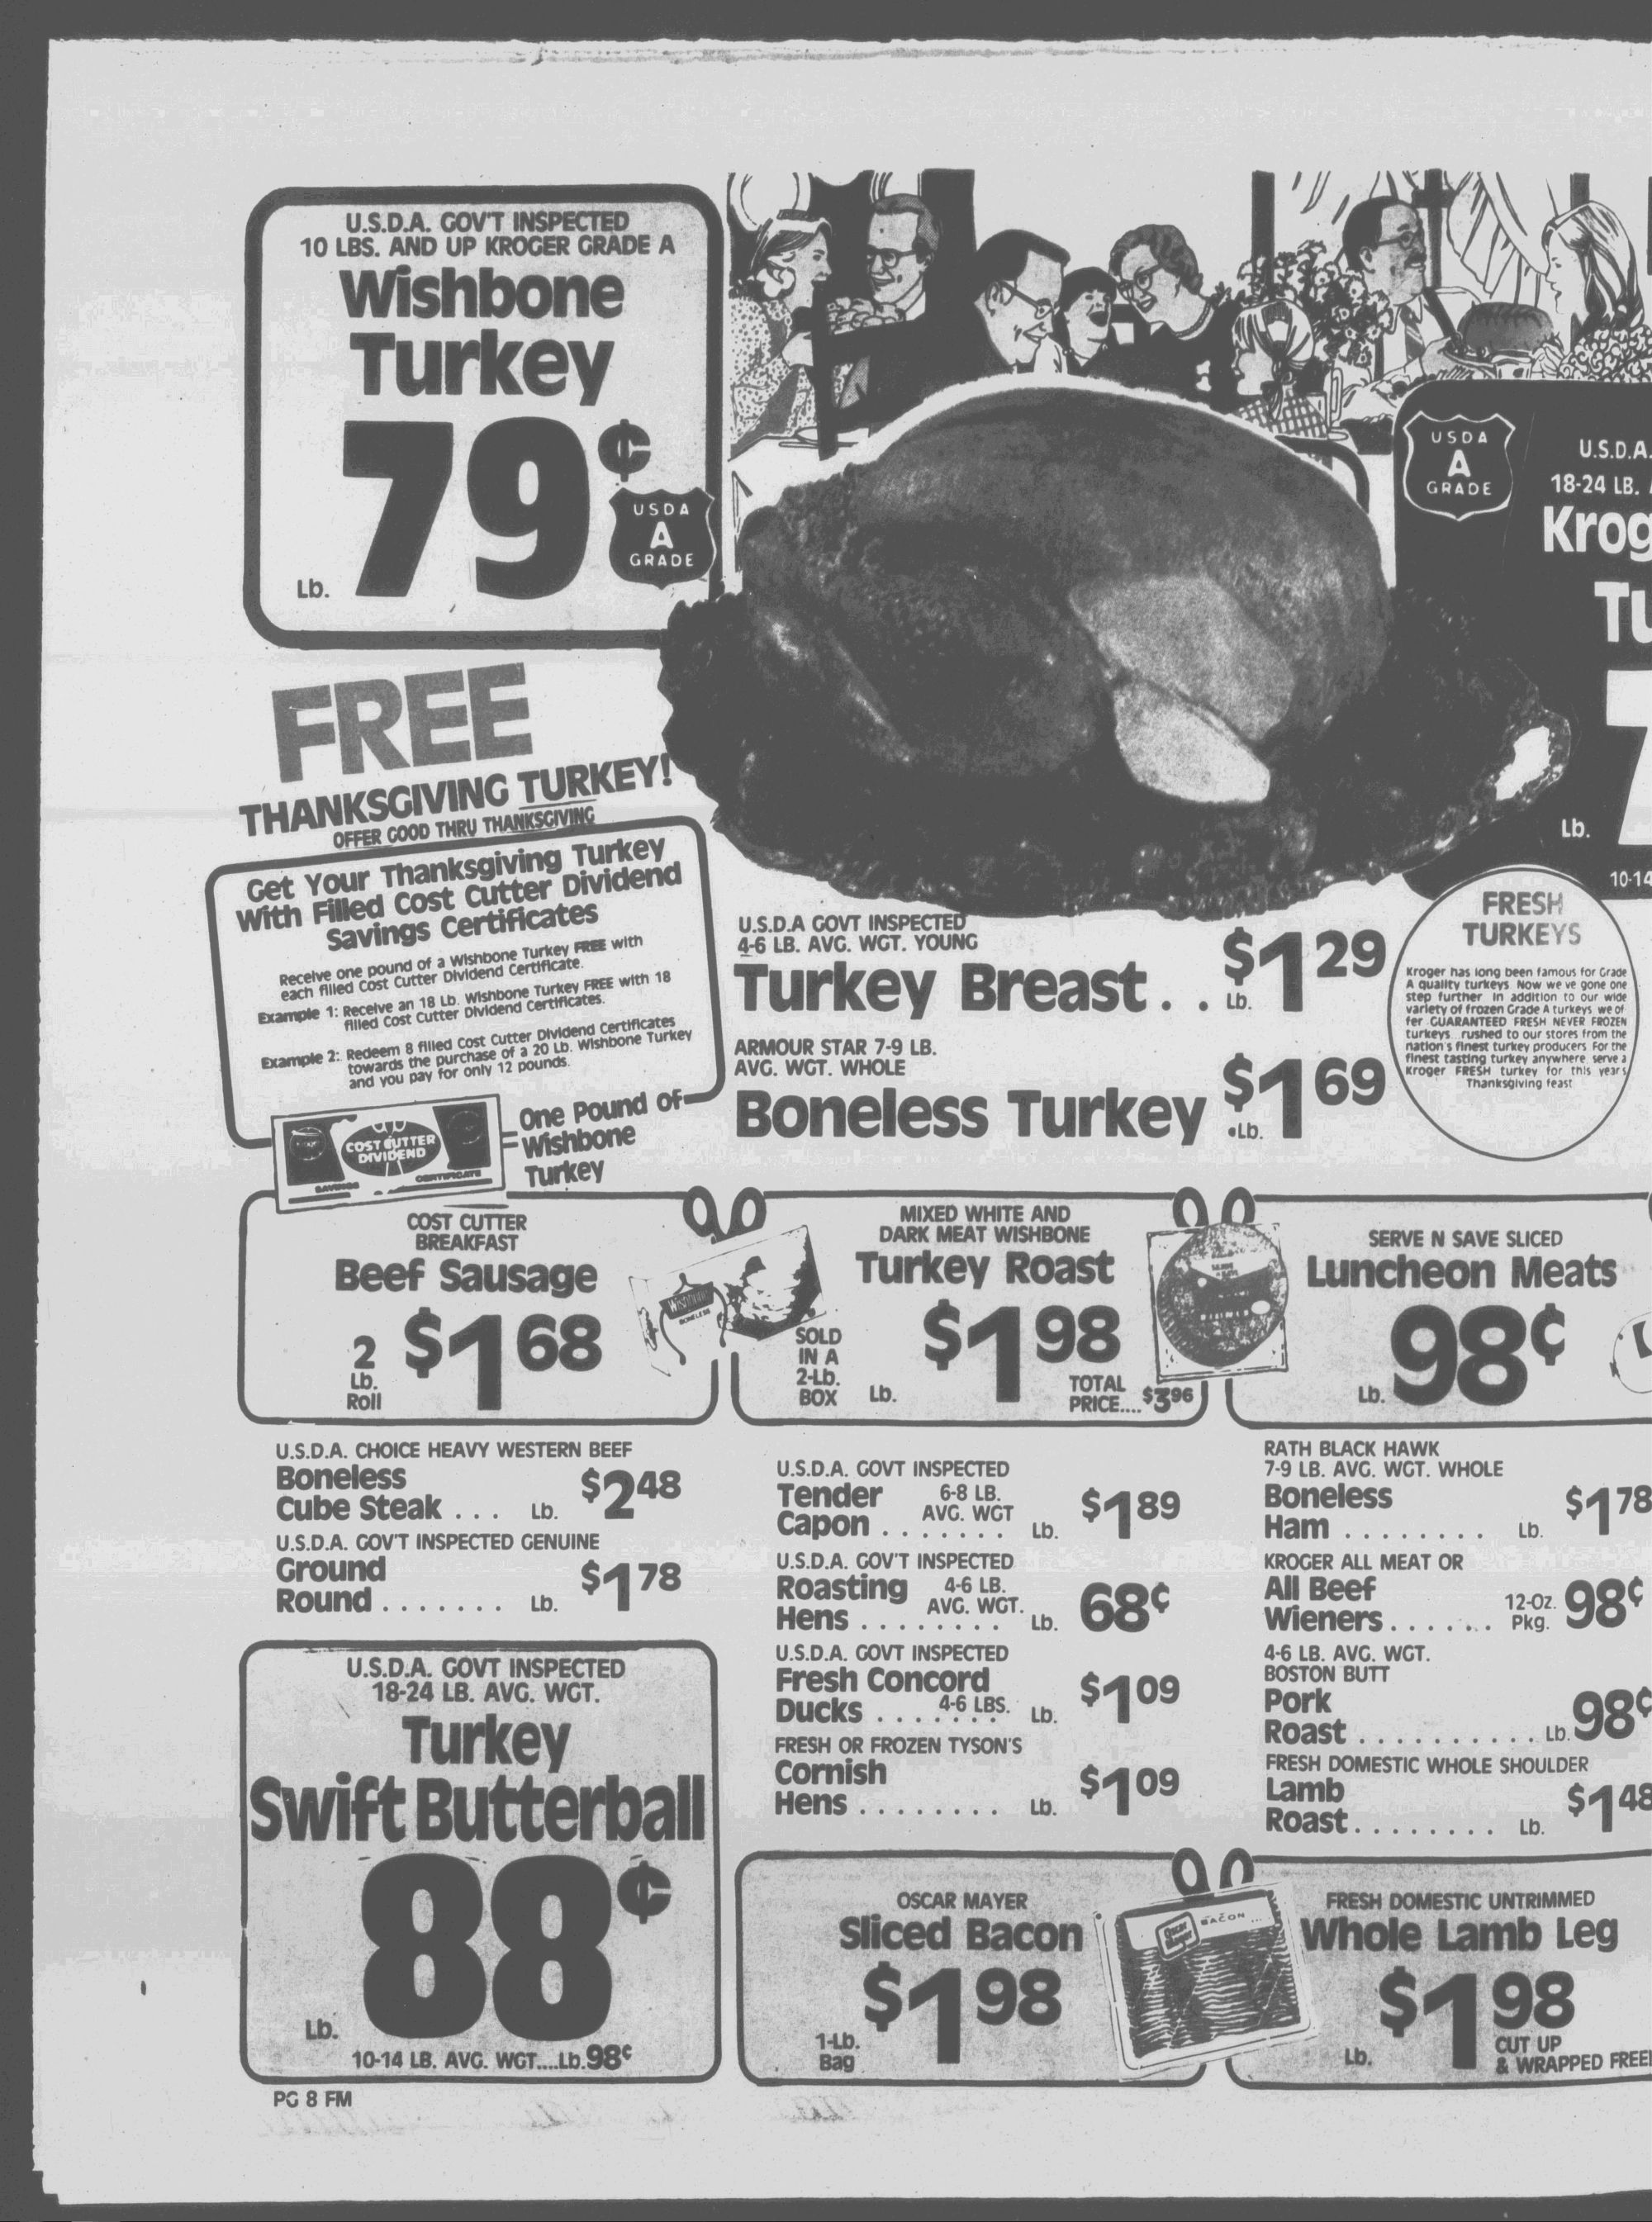 U.S.D.A. GOV'T INSPECTED
10 LBS. AND UP KROGER GRADE A
Wishbone
Turkey
79¢
Lb.
USDA
A
GRADE
USDA
A
GRADE
U.S.D.A.
18-24 LB.
Krog
Tu
7
Lb.
10-14
FREE
THANKSGIVING TURKEY!
OFFER GOOD THRU THANKSGIVING
Get Your Thanksgiving Turkey
With Filled Cost Cutter Dividend
Savings Certificates
Receive one pound of a Wishbone Turkey FREE with
each filled Cost Cutter Dividend Certificate.
Example 1: Receive an 18 Lb. Wishbone Turkey FREE with 18
filled Cost Cutter Dividend Certificates.
Example 2: Redeem 8 filled Cost Cutter Dividend Certificates
towards the purchase of a 20 Lb. Wishbone Turkey
and you pay for only 12 pounds.
COST CUTTER
DIVIDEND
SAVINGS CERTIFICATE
= One Pound of
Wishbone
Turkey
U.S.D.A GOVT INSPECTED
4-6 LB. AVG. WGT. YOUNG
Turkey Breast . . Lb. $1 29
ARMOUR STAR 7-9 LB.
AVG. WGT. WHOLE
Boneless Turkey .Lb. $1 69
FRESH
TURKEYS
Kroger has long been famous for Grade
A quality turkeys Now we've gone one
step further In addition to our wide
variety of frozen Grade A turkeys we of
fer GUARANTEED FRESH NEVER FROZEN
turkeys rushed to our stores from the
nation's finest turkey producers For the
finest tasting turkey anywhere serve a
Kroger FRESH turkey for this years
Thanksgiving feast
COST CUTTER
BREAKFAST
Beef Sausage
2
Lb.
Roll
$1 68
Wishbone
BONELESS
MIXED WHITE AND
DARK MEAT WISHBONE
Turkey Roast
SOLD
IN A
2-Lb.
BOX
Lb.
$1 98
TOTAL
PRICE.... $3 96
SERVE N SAVE SLICED
Luncheon Meats
Lb. 98¢
U.S.D.A. CHOICE HEAVY WESTERN BEEF
Boneless
Cube Steak . . . Lb. $2 48
U.S.D.A. GOV'T INSPECTED GENUINE
Ground
Round . . . . . . . Lb. $1 78
U.S.D.A. GOVT INSPECTED
18-24 LB. AVG. WGT.
Turkey
Swift Butterball
88¢
Lb.
10-14 LB. AVG. WGT....Lb. 98¢
U.S.D.A. GOVT INSPECTED
Tender 6-8 LB.
Capon . . . . . . . AVG. WGT Lb. $1 89
U.S.D.A. GOV'T INSPECTED
Roasting 4-6 LB.
Hens . . . . . . . . AVG. WGT. Lb. 68¢
U.S.D.A. GOVT INSPECTED
Fresh Concord
Ducks . . . . . . . 4-6 LBS. Lb. $1 09
FRESH OR FROZEN TYSON'S
Cornish
Hens . . . . . . . . Lb. $1 09
RATH BLACK HAWK
7-9 LB. AVG. WGT. WHOLE
Boneless
Ham . . . . . . . . Lb. $1 78
KROGER ALL MEAT OR
All Beef
Wieners . . . . . . 12-Oz. Pkg. 98¢
4-6 LB. AVG. WGT.
BOSTON BUTT
Pork
Roast . . . . . . . . . . Lb. 98¢
FRESH DOMESTIC WHOLE SHOULDER
Lamb
Roast . . . . . . . . Lb. $1 48
OSCAR MAYER
Sliced Bacon
1-Lb.
Bag
$1 98
Oscar
Mayer
BACON
FRESH DOMESTIC UNTRIMMED
Whole Lamb Leg
Lb.
$1 98
CUT UP
& WRAPPED FREE!
PG 8 FM